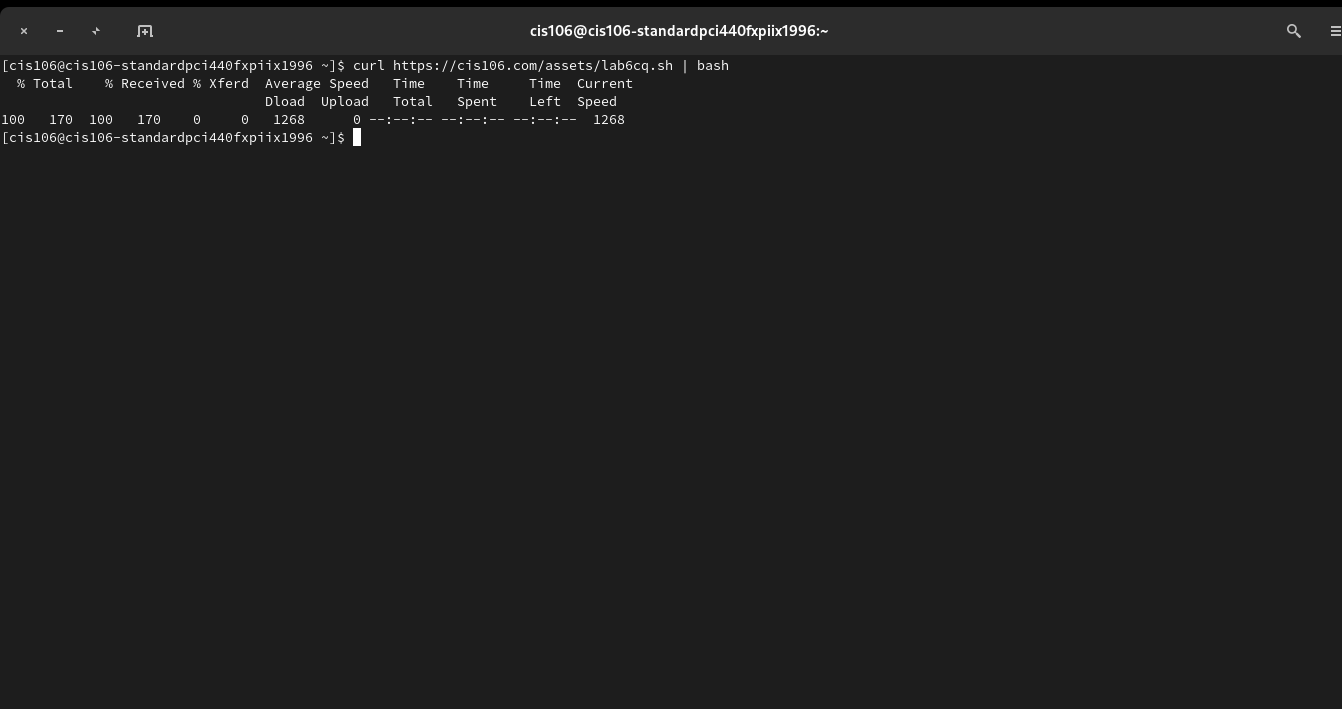 cis106@cis106-standardpci440fxpiix1996:~
[cis106@cis106-standardpci440fxpiix1996 ~]$ curl https://cis106.com/assets/lab6cq.sh | bash
  % Total    % Received % Xferd  Average Speed   Time    Time     Time  Current
                                 Dload  Upload   Total   Spent    Left  Speed
100   170  100   170    0     0   1268      0 --:--:-- --:--:-- --:--:--  1268
[cis106@cis106-standardpci440fxpiix1996 ~]$